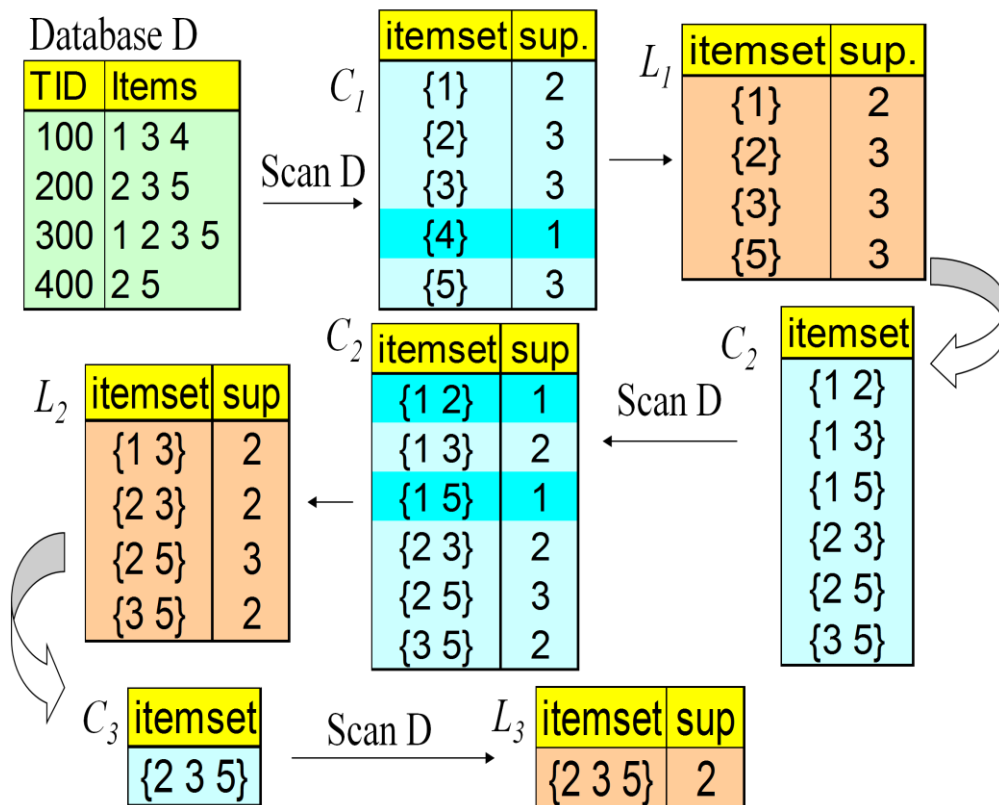 Database D
TID Items
100 1 3 4
200 2 3 5
300 1 2 3 5
400 2 5
Scan D
C1
itemset sup.
{1} 2
{2} 3
{3} 3
{4} 1
{5} 3
L1
itemset sup.
{1} 2
{2} 3
{3} 3
{5} 3
C2
itemset
{1 2}
{1 3}
{1 5}
{2 3}
{2 5}
{3 5}
Scan D
C2
itemset sup
{1 2} 1
{1 3} 2
{1 5} 1
{2 3} 2
{2 5} 3
{3 5} 2
L2
itemset sup
{1 3} 2
{2 3} 2
{2 5} 3
{3 5} 2
C3
itemset
{2 3 5}
Scan D
L3
itemset sup
{2 3 5} 2